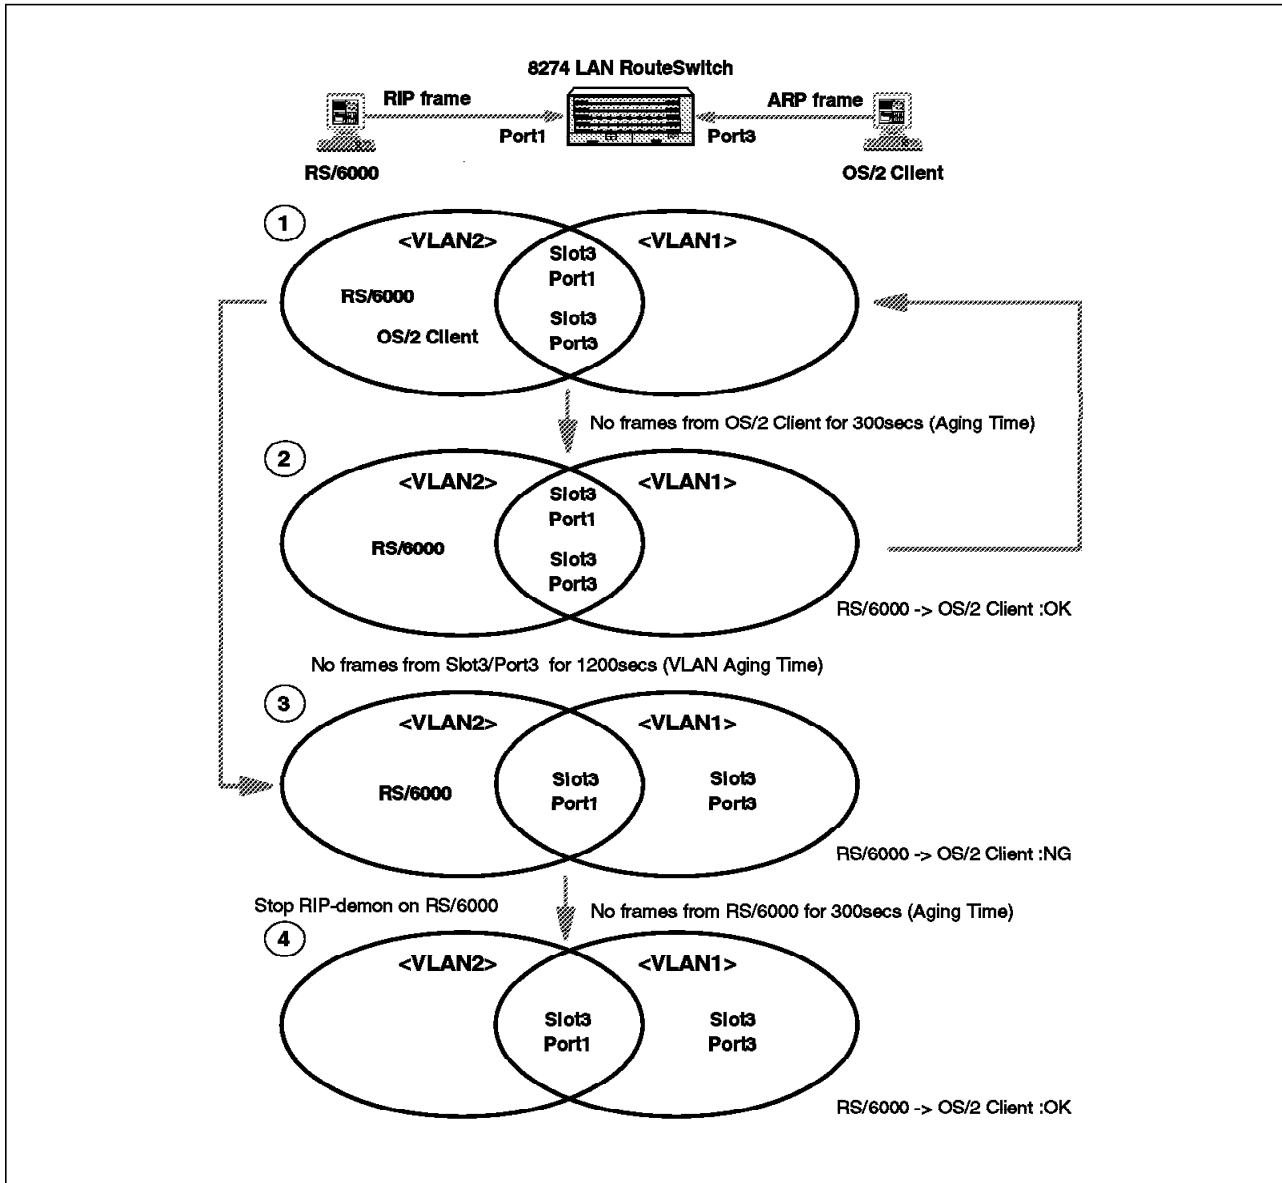 8274 LAN RouteSwitch
RIP frame
ARP frame
Port1
Port3
RS/6000
OS/2 Client
1
<VLAN2>
<VLAN1>
Slot3
Port1
RS/6000
Slot3
Port3
OS/2 Client
No frames from OS/2 Client for 300secs (Aging Time)
2
<VLAN2>
<VLAN1>
Slot3
Port1
RS/6000
Slot3
Port3
RS/6000 -> OS/2 Client :OK
No frames from Slot3/Port3 for 1200secs (VLAN Aging Time)
3
<VLAN2>
<VLAN1>
RS/6000
Slot3
Port1
Slot3
Port3
RS/6000 -> OS/2 Client :NG
Stop RIP-demon on RS/6000
No frames from RS/6000 for 300secs (Aging Time)
4
<VLAN2>
<VLAN1>
Slot3
Port1
Slot3
Port3
RS/6000 -> OS/2 Client :OK